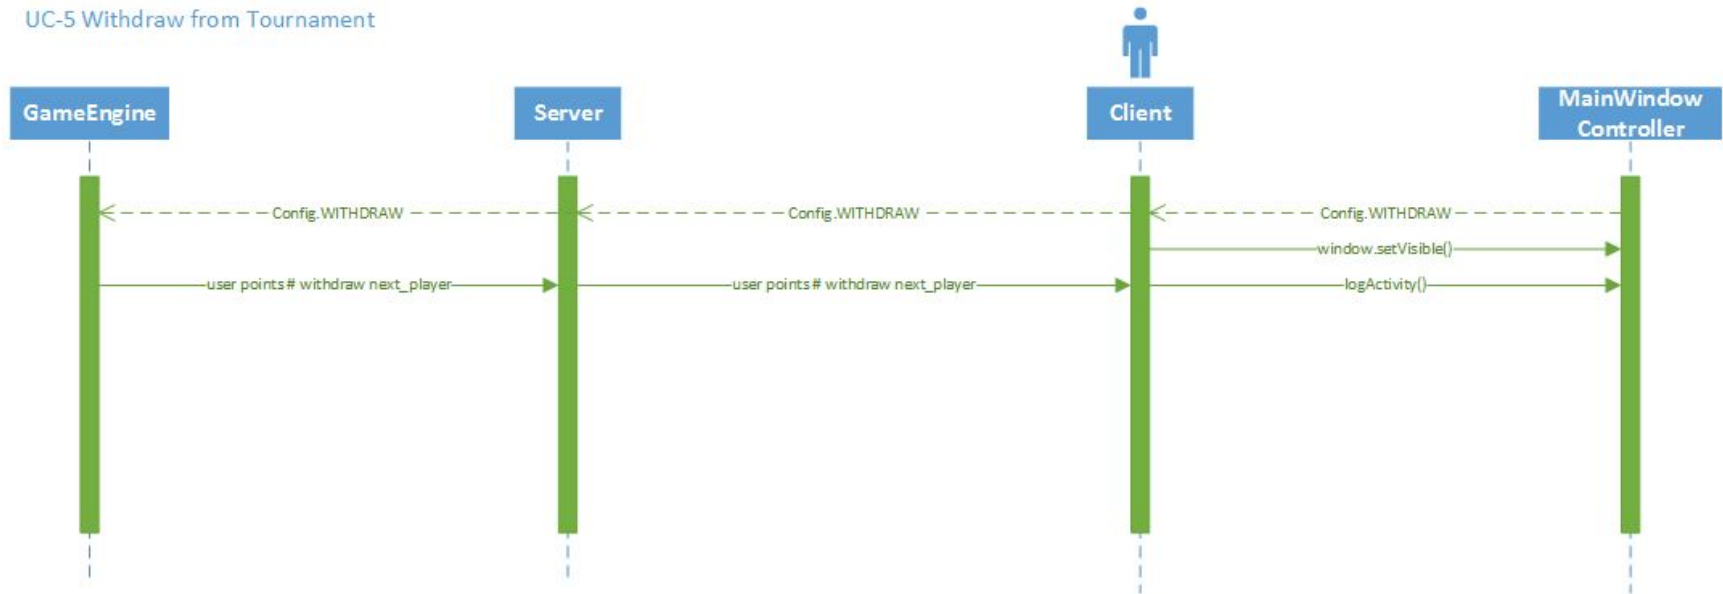 UC-5 Withdraw from Tournament
GameEngine
Server
Client
MainWindow
Controller
Config.WITHDRAW
Config.WITHDRAW
Config.WITHDRAW
window.setVisible()
user points # withdraw next_player
user points # withdraw next_player
logActivity()